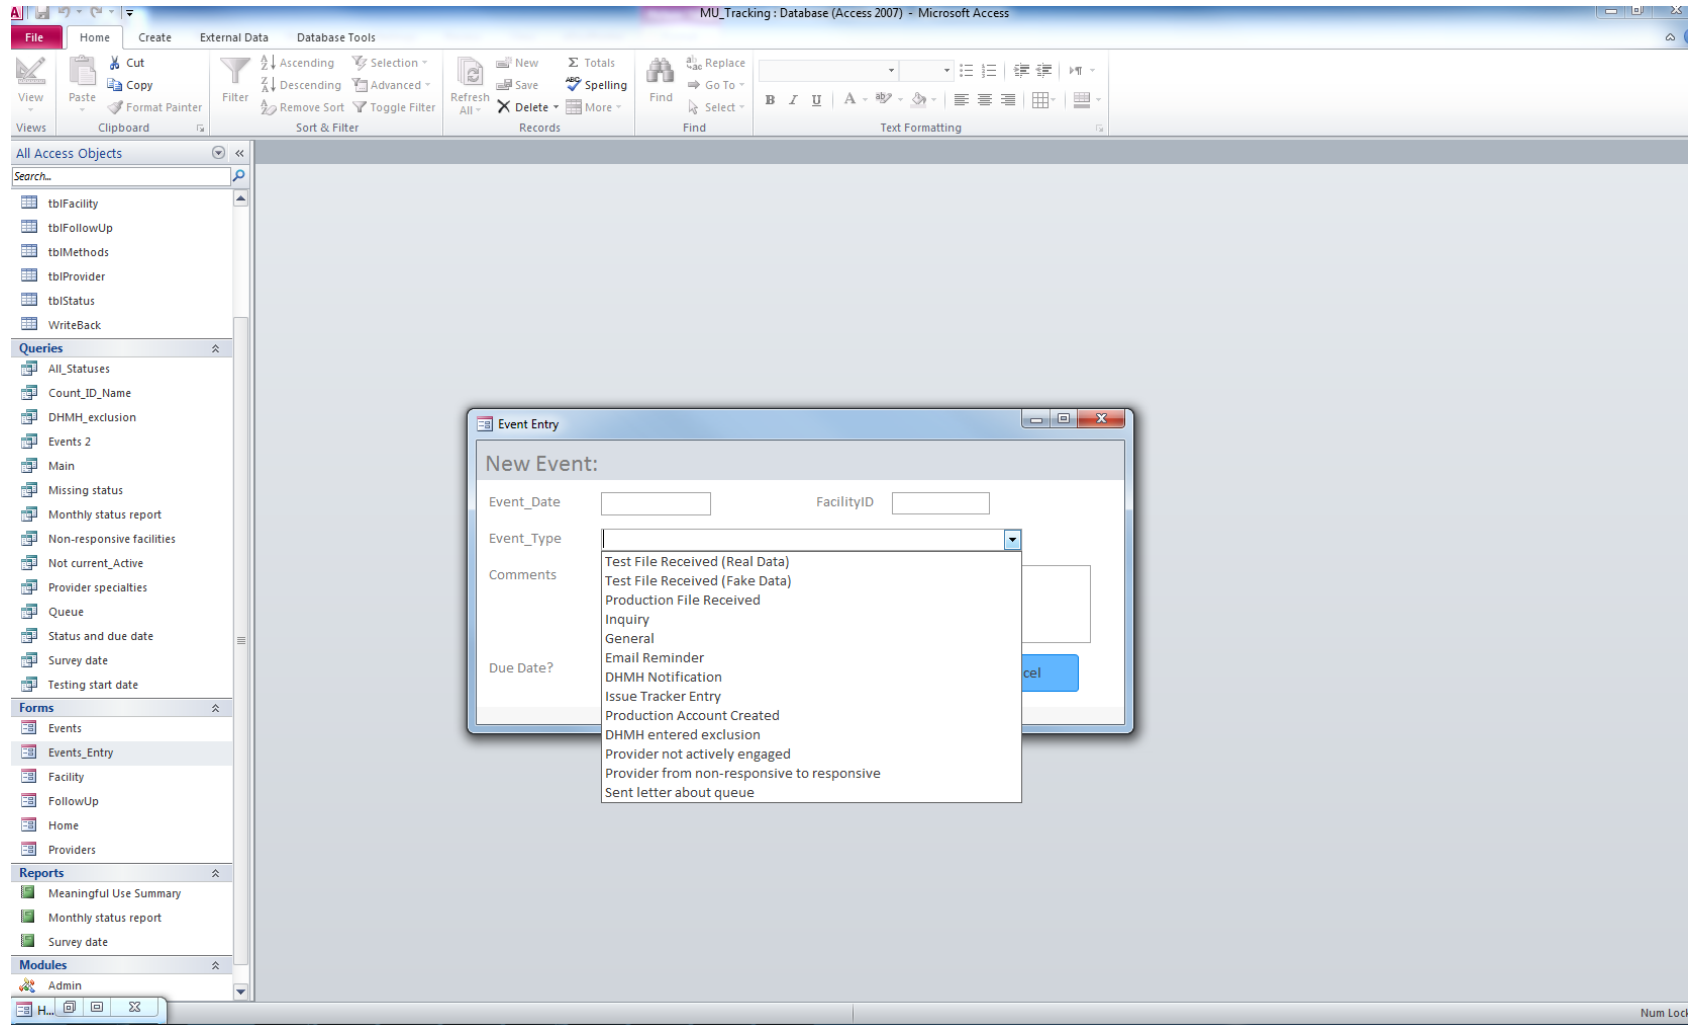 MU_Tracking : Database (Access 2007) - Microsoft Access
File Home Create External Data Database Tools
Cut Ascending Selection New Totals Replace
Copy Descending Advanced Save Spelling Go To
View Paste Format Painter Filter Remove Sort Toggle Filter Refresh All Delete More Find Select B I U A
Views Clipboard Sort & Filter Records Find Text Formatting
All Access Objects
Search...
tblFacility
tblFollowUp
tblMethods
tblProvider
tblStatus
WriteBack
Queries
All_Statuses
Count_ID_Name
DHMH_exclusion
Events 2
Main
Missing status
Monthly status report
Non-responsive facilities
Not current_Active
Provider specialties
Queue
Status and due date
Survey date
Testing start date
Forms
Events
Events_Entry
Facility
FollowUp
Home
Providers
Reports
Meaningful Use Summary
Monthly status report
Survey date
Modules
Admin
H...
Event Entry
New Event:
Event_Date FacilityID
Event_Type
Comments
Due Date?
Test File Received (Real Data)
Test File Received (Fake Data)
Production File Received
Inquiry
General
Email Reminder
DHMH Notification
Issue Tracker Entry
Production Account Created
DHMH entered exclusion
Provider not actively engaged
Provider from non-responsive to responsive
Sent letter about queue
cel
Num Lock